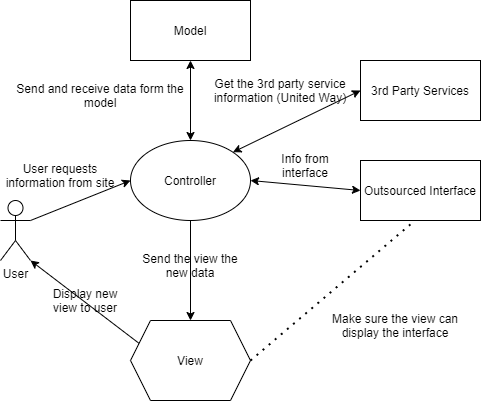 Model
Send and receive data form the
model
Get the 3rd party service
information (United Way)
3rd Party Services
User requests
information from site
Controller
Info from
interface
Outsourced Interface
User
Send the view the
new data
Display new
view to user
Make sure the view can
display the interface
View